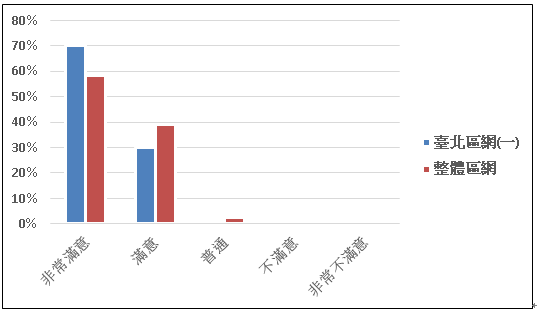 80%
70%
60%
50%
40%
30%
20%
10%
0%
非常滿意
滿意
普通
不滿意
非常不滿意
臺北區網(一)
整體區網